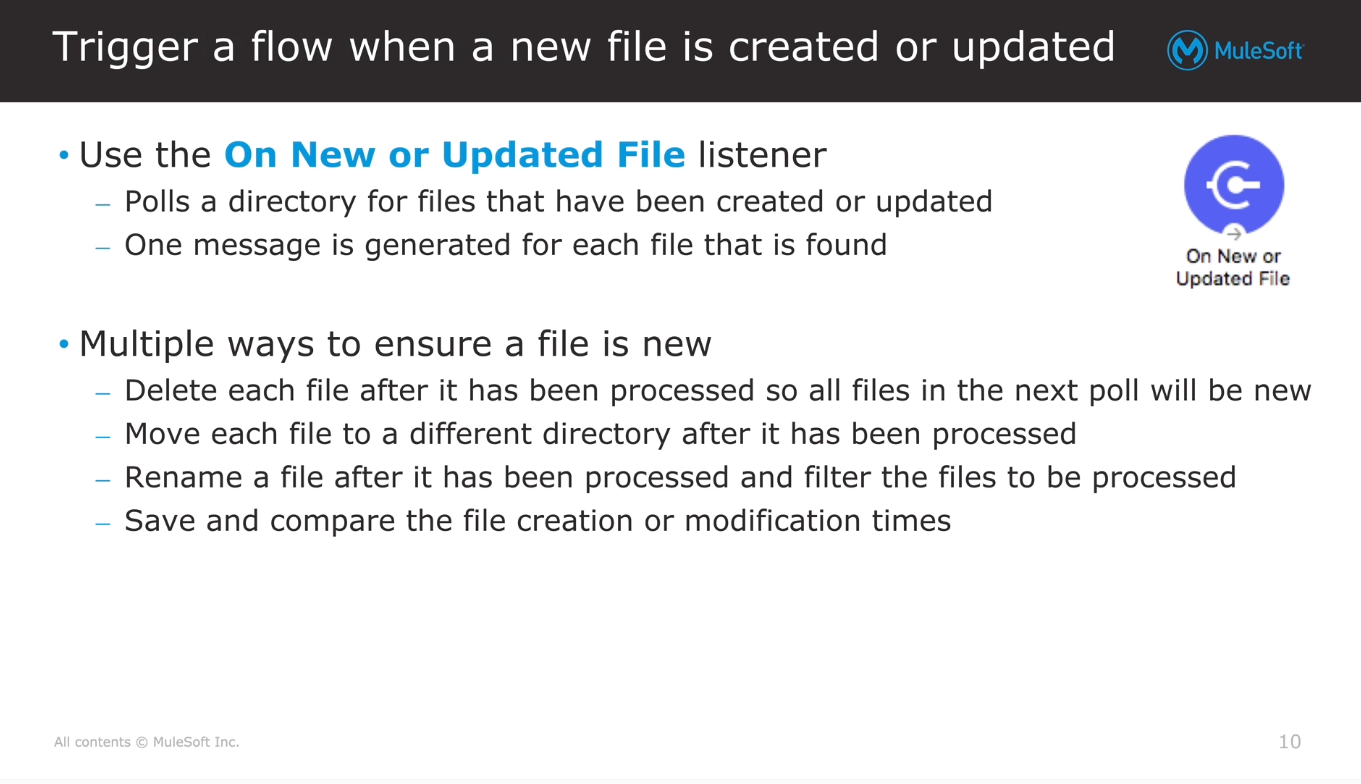 Trigger a flow when a new file is created or updated
MuleSoft
• Use the On New or Updated File listener
– Polls a directory for files that have been created or updated
– One message is generated for each file that is found
On New or
Updated File
• Multiple ways to ensure a file is new
– Delete each file after it has been processed so all files in the next poll will be new
– Move each file to a different directory after it has been processed
– Rename a file after it has been processed and filter the files to be processed
– Save and compare the file creation or modification times
All contents © MuleSoft Inc.
10